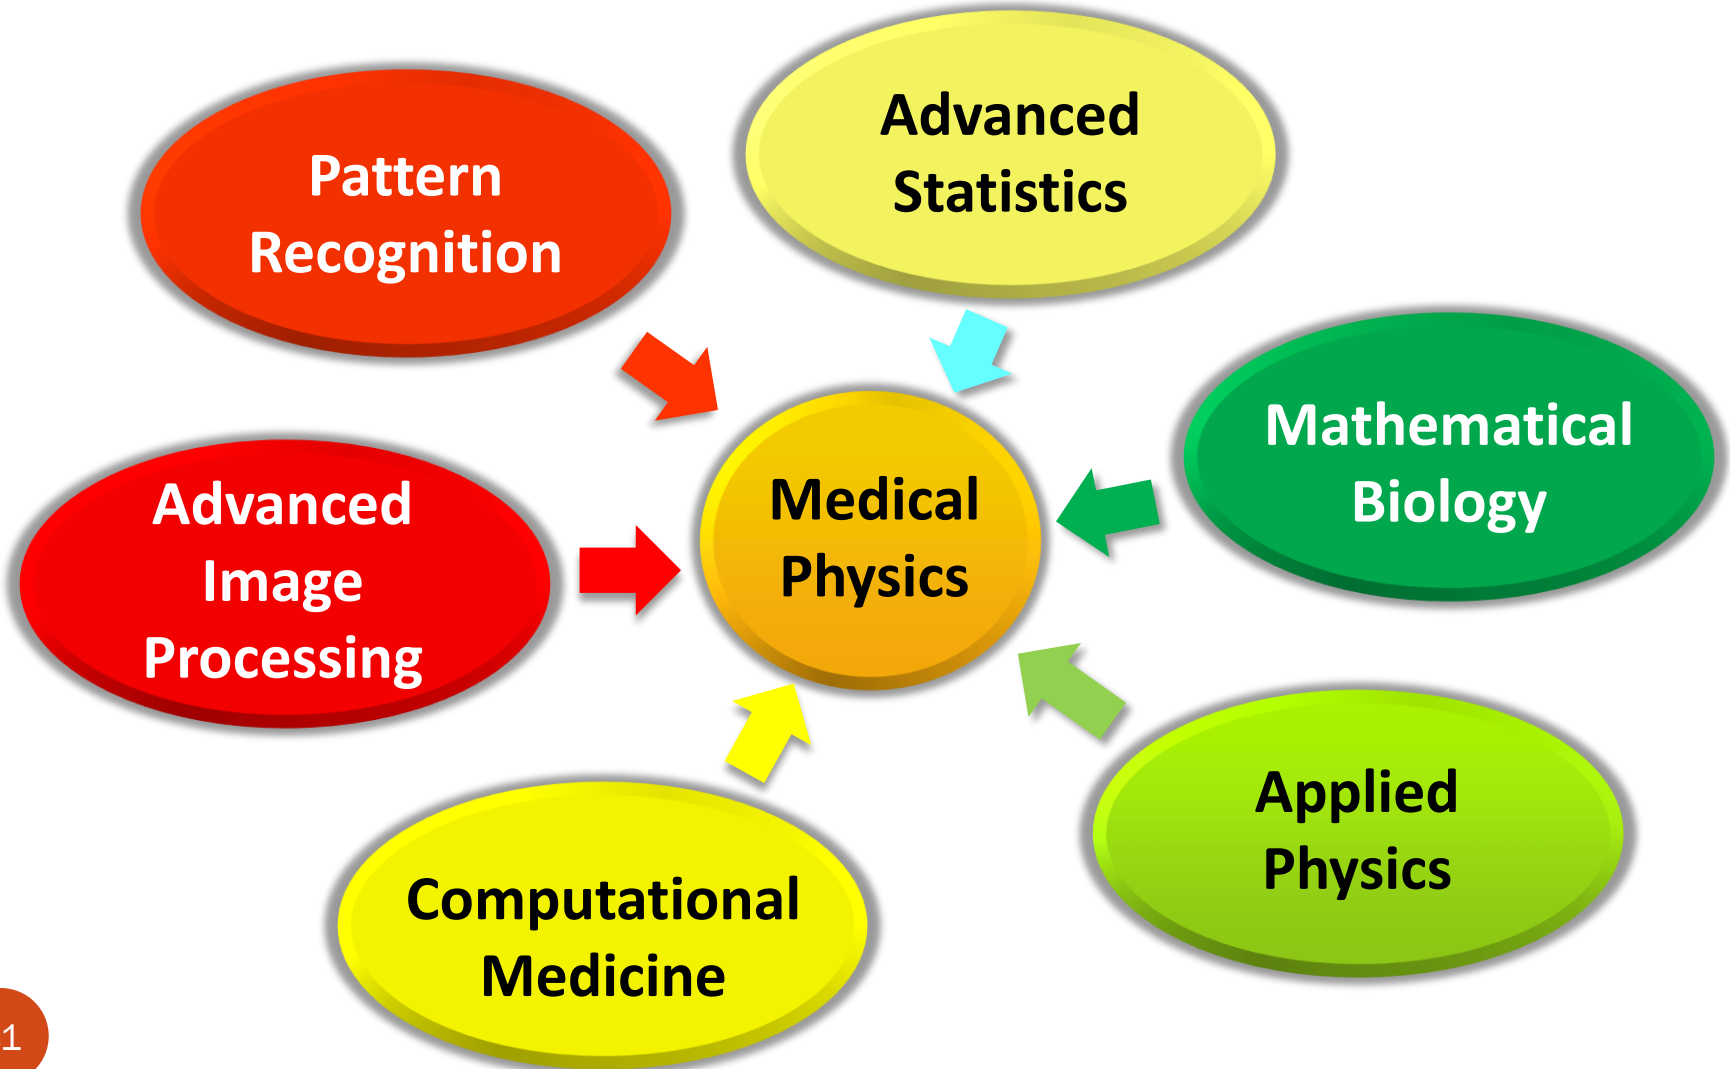 Advanced
Statistics
Pattern
Recognition
Mathematical
Biology
Medical
Physics
Advanced
Image
Processing
Applied
Physics
Computational
Medicine
1